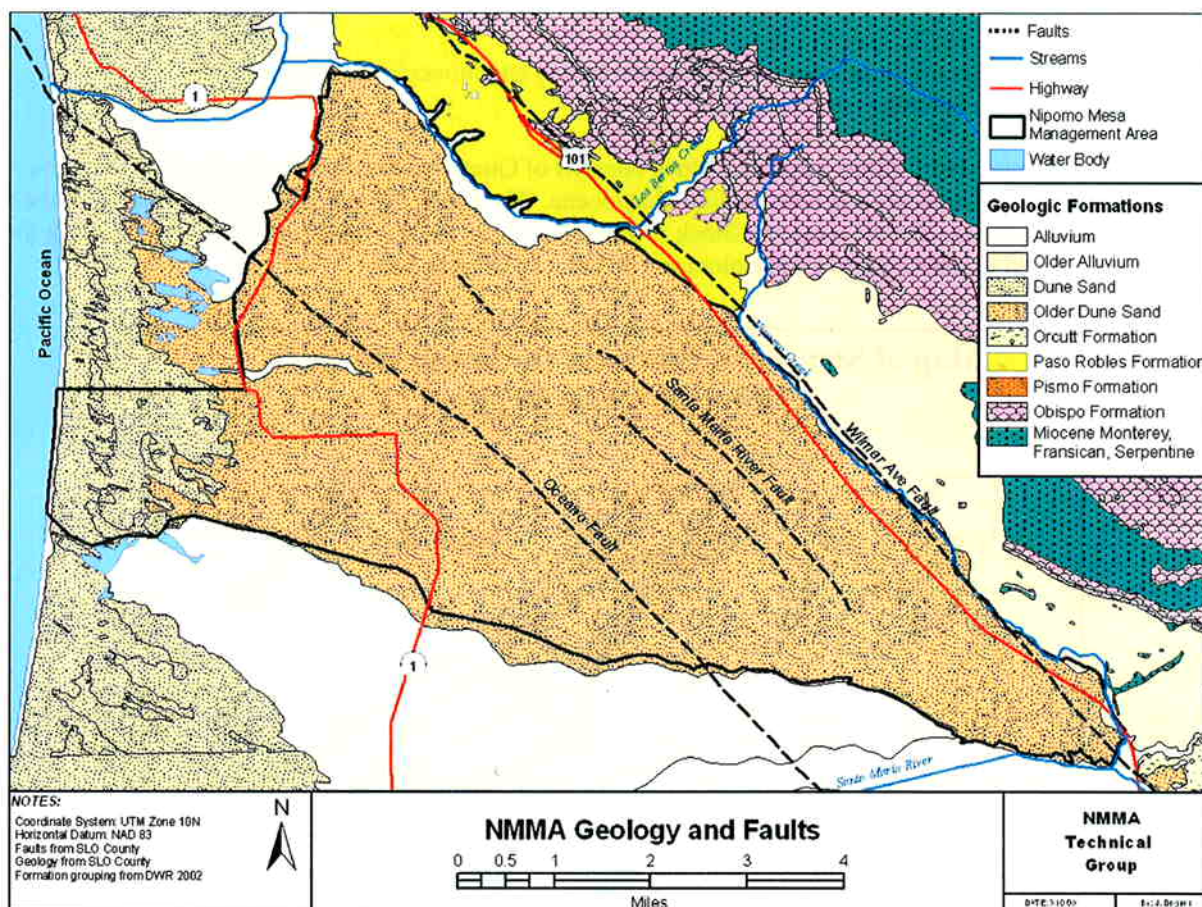 Faults
Streams
Highway
Nipomo Mesa
Management Area
Water Body
Geologic Formations
Alluvium
Older Alluvium
Dune Sand
Older Dune Sand
Orcutt Formation
Paso Robles Formation
Pismo Formation
Obispo Formation
Miocene Monterey,
Fransican, Serpentine
1
101
Pacific Ocean
Los Berros Creek
Santa Maria River Fault
Wilmar Ave Fault
Oceano Fault
1
Santa Maria River
NOTES:
Coordinate System: UTM Zone 10N
Horizontal Datum: NAD 83
Faults from SLO County
Geology from SLO County
Formation grouping from DWR 2002
N
NMMA Geology and Faults
0 0.5 1 2 3 4
Miles
NMMA
Technical
Group